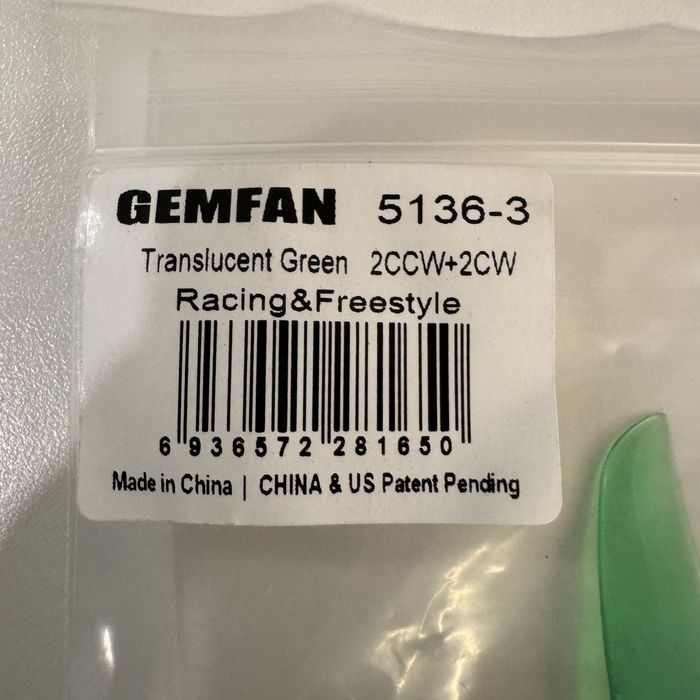 GEMFAN 5136-3
Translucent Green 2CCW+2CW
Racing&Freestyle
6 936572 281650
Made in China | CHINA & US Patent Pending